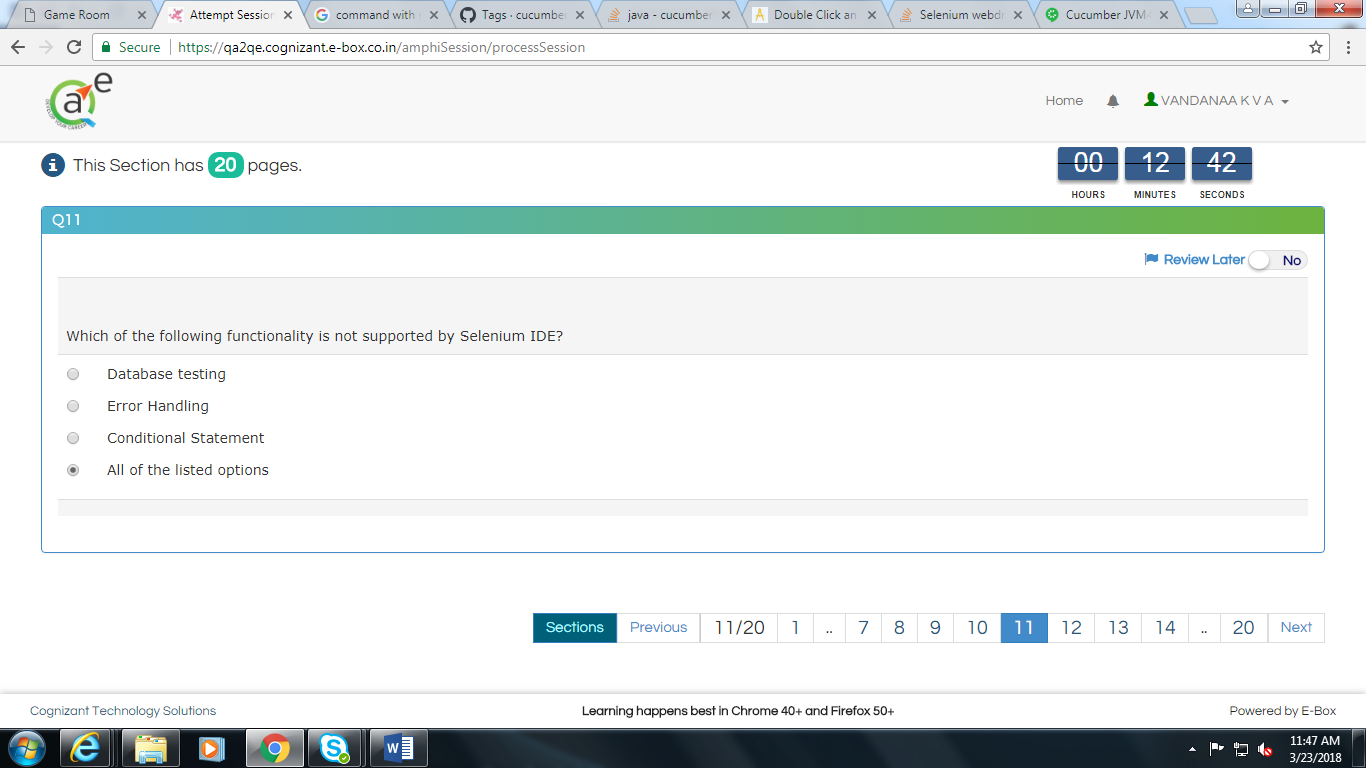 Game Room
Attempt Session
command with
Tags · cucumbe
java - cucumber
Double Click an
Selenium webd
Cucumber JVM
Secure
https://qa2qe.cognizant.e-box.co.in/amphiSession/processSession
a e
Home
VANDANAA K V A
This Section has 20 pages.
00 12 42
HOURS MINUTES SECONDS
Q11
Review Later No
Which of the following functionality is not supported by Selenium IDE?
Database testing
Error Handling
Conditional Statement
All of the listed options
Sections Previous 11/20 1 .. 7 8 9 10 11 12 13 14 .. 20 Next
Cognizant Technology Solutions
Learning happens best in Chrome 40+ and Firefox 50+
Powered by E-Box
11:47 AM
3/23/2018